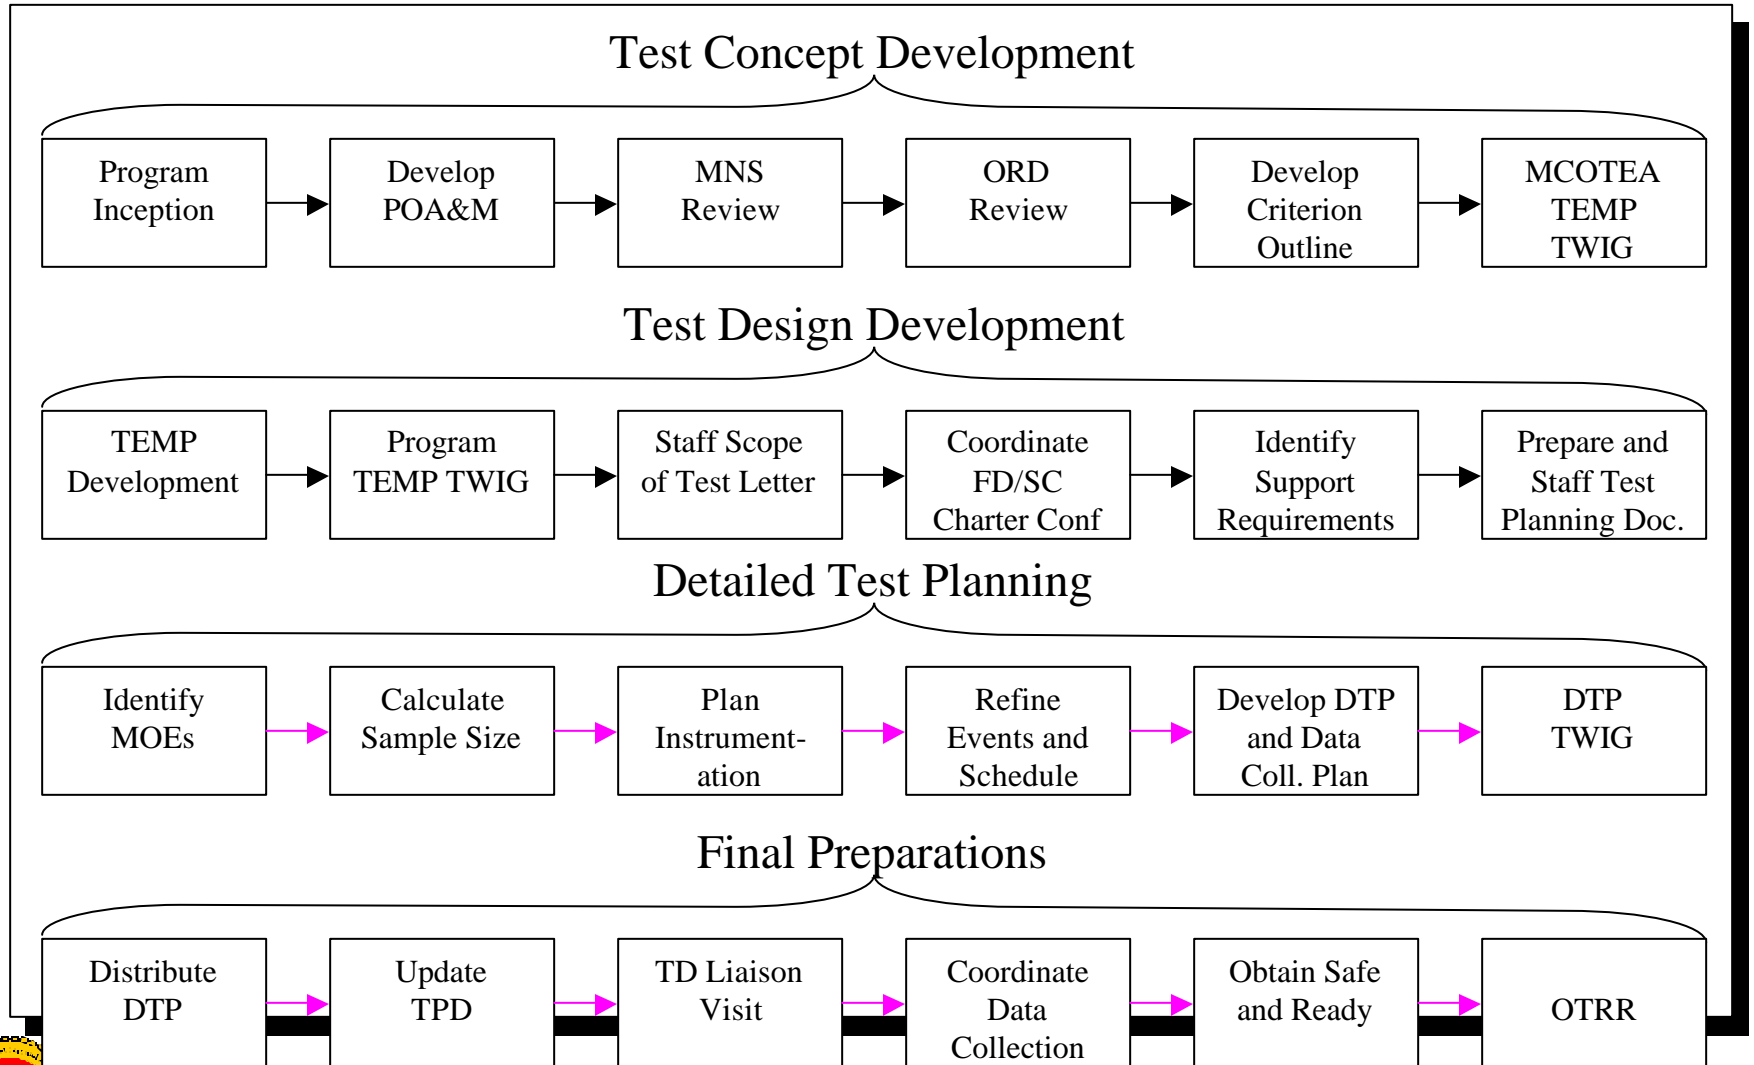 Test Concept Development
Program
Inception
Develop
POA&M
MNS
Review
ORD
Review
Develop
Criterion
Outline
MCOTEA
TEMP
TWIG
Test Design Development
TEMP
Development
Program
TEMP TWIG
Staff Scope
of Test Letter
Coordinate
FD/SC
Charter Conf
Identify
Support
Requirements
Prepare and
Staff Test
Planning Doc.
Detailed Test Planning
Identify
MOEs
Calculate
Sample Size
Plan
Instrument-
ation
Refine
Events and
Schedule
Develop DTP
and Data
Coll. Plan
DTP
TWIG
Final Preparations
Distribute
DTP
Update
TPD
TD Liaison
Visit
Coordinate
Data
Collection
Obtain Safe
and Ready
OTRR